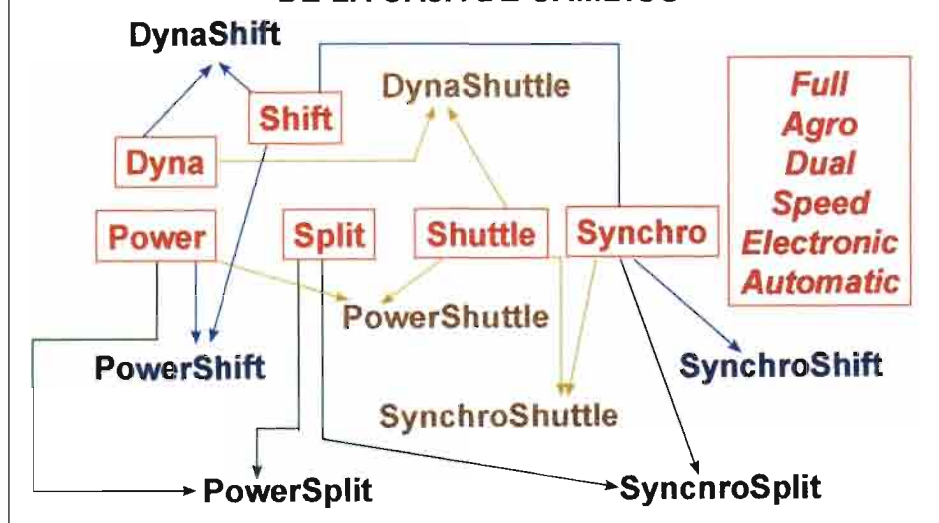 DynaShift
DynaShuttle
Shift
Dyna
Full
Agro
Dual
Speed
Electronic
Automatic
Power
Split
Shuttle
Synchro
PowerShuttle
PowerShift
SynchroShift
SynchroShuttle
PowerSplit
SyncnroSplit